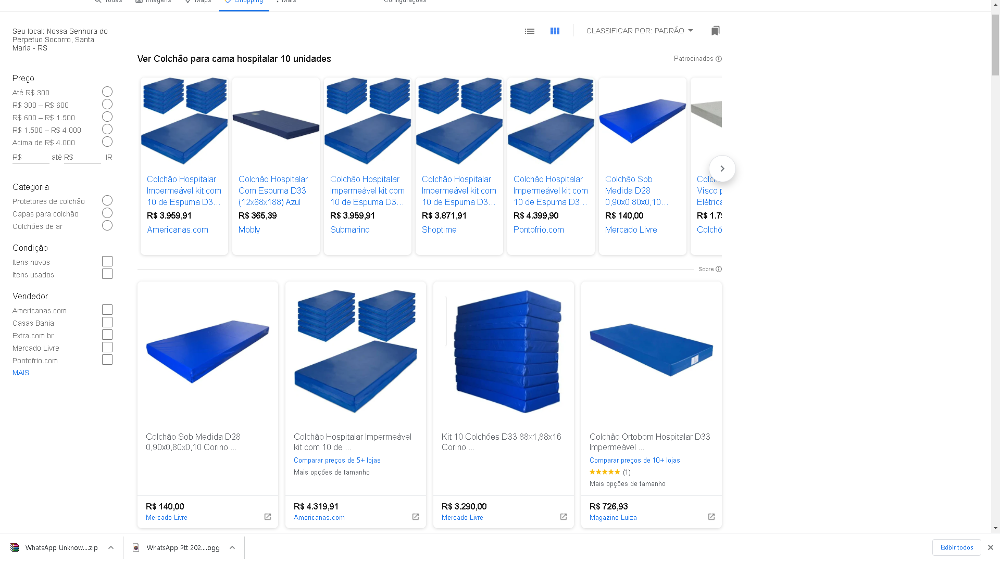 Todas
Imagens
Maps
Shopping
Mais
Configurações
Seu local: Nossa Senhora do
Perpetuo Socorro, Santa
Maria - RS
CLASSIFICAR POR: PADRÃO
Ver Colchão para cama hospitalar 10 unidades
Patrocinados
Preço
Até R$ 300
R$ 300 – R$ 600
R$ 600 – R$ 1.500
R$ 1.500 – R$ 4.000
Acima de R$ 4.000
R$ até R$ IR
Categoria
Protetores de colchão
Capas para colchão
Colchões de ar
Condição
Itens novos
Itens usados
Vendedor
Americanas.com
Casas Bahia
Extra.com.br
Mercado Livre
Pontofrio.com
MAIS
Colchão Hospitalar
Impermeável kit com
10 de Espuma D3...
R$ 3.959,91
Americanas.com
Colchão Hospitalar
Com Espuma D33
(12x88x188) Azul
R$ 365,39
Mobly
Colchão Hospitalar
Impermeável kit com
10 de Espuma D3...
R$ 3.959,91
Submarino
Colchão Hospitalar
Impermeável kit com
10 de Espuma D3...
R$ 3.871,91
Shoptime
Colchão Hospitalar
Impermeável kit com
10 de Espuma D3...
R$ 4.399,90
Pontofrio.com
Colchão Sob
Medida D28
0,90x0,80x0,10...
R$ 140,00
Mercado Livre
Visco
R$ 1.7
Sobre
Colchão Sob Medida D28
0,90x0,80x0,10 Corino ...
R$ 140,00
Mercado Livre
Colchão Hospitalar Impermeável
kit com 10 de ...
Comparar preços de 5+ lojas
Mais opções de tamanho
R$ 4.319,91
Americanas.com
Kit 10 Colchões D33 88x1,88x16
Corino ...
R$ 3.290,00
Mercado Livre
Colchão Ortobom Hospitalar D33
Impermeável ...
Comparar preços de 10+ lojas
(1)
Mais opções de tamanho
R$ 726,93
Magazine Luiza
WhatsApp Unknow....zip
WhatsApp Ptt 202....ogg
Exibir todos